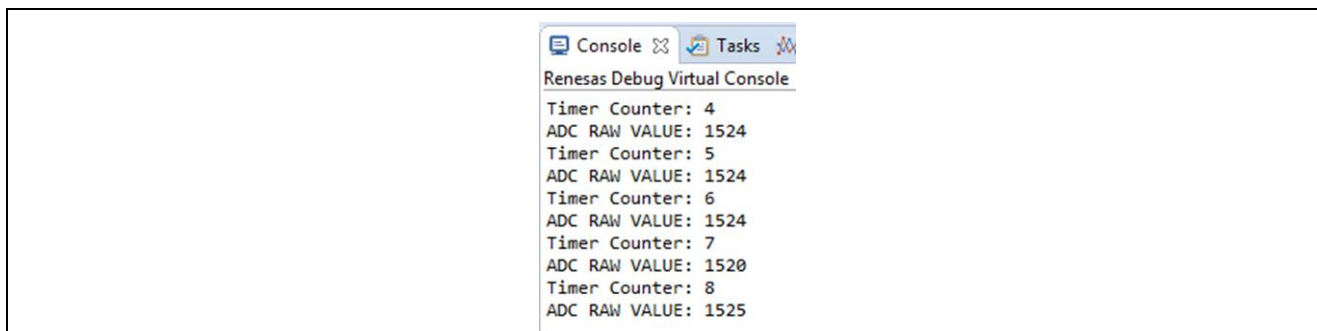 Console Tasks
Renesas Debug Virtual Console
Timer Counter: 4
ADC RAW VALUE: 1524
Timer Counter: 5
ADC RAW VALUE: 1524
Timer Counter: 6
ADC RAW VALUE: 1524
Timer Counter: 7
ADC RAW VALUE: 1520
Timer Counter: 8
ADC RAW VALUE: 1525